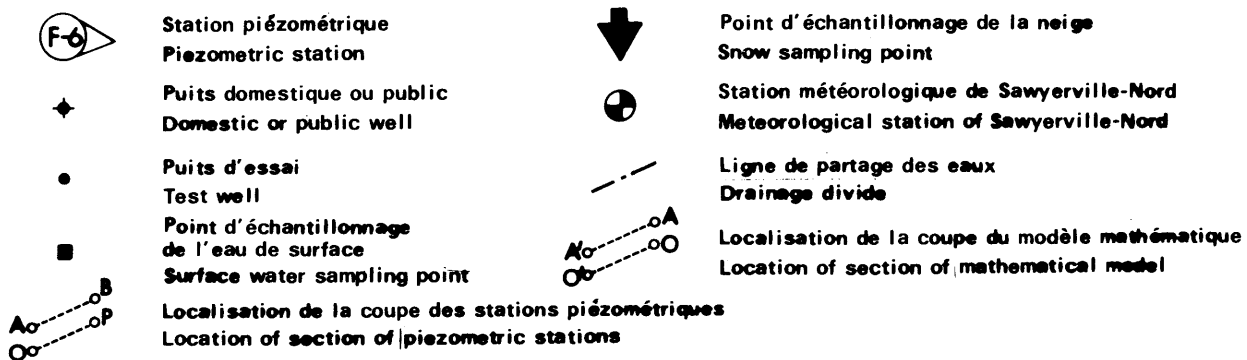 F-6
Station piézométrique
Piezometric station
Puits domestique ou public
Domestic or public well
Puits d'essai
Test well
Point d'échantillonnage
de l'eau de surface
Surface water sampling point
A B
O P
Localisation de la coupe des stations piézométriques
Location of section of piezometric stations
Point d'échantillonnage de la neige
Snow sampling point
Station météorologique de Sawyerville-Nord
Meteorological station of Sawyerville-Nord
Ligne de partage des eaux
Drainage divide
A' A
O' O
Localisation de la coupe du modèle mathématique
Location of section of mathematical model